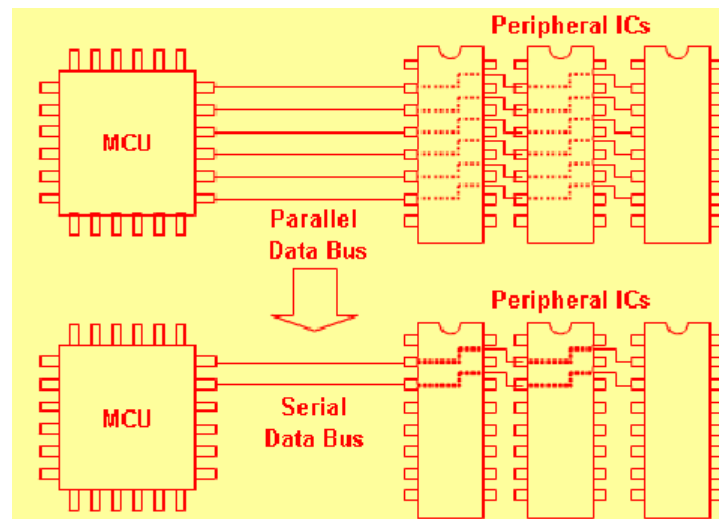 Peripheral ICs
MCU
Parallel
Data Bus
Peripheral ICs
MCU
Serial
Data Bus